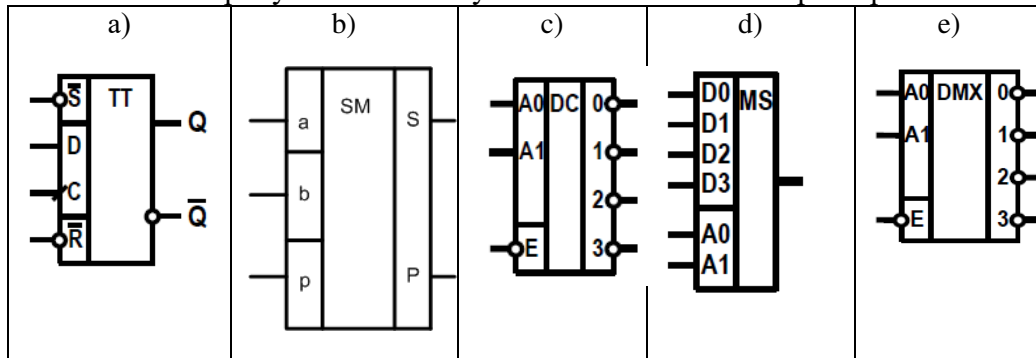 a)
b)
c)
d)
e)
S̅ TT
D
C
R̅
Q
Q̅
SM
a
b
p
S
P
A0 DC 0
A1 1
2
E 3
D0 MS
D1
D2
D3
A0
A1
A0 DMX 0
A1 1
2
E 3